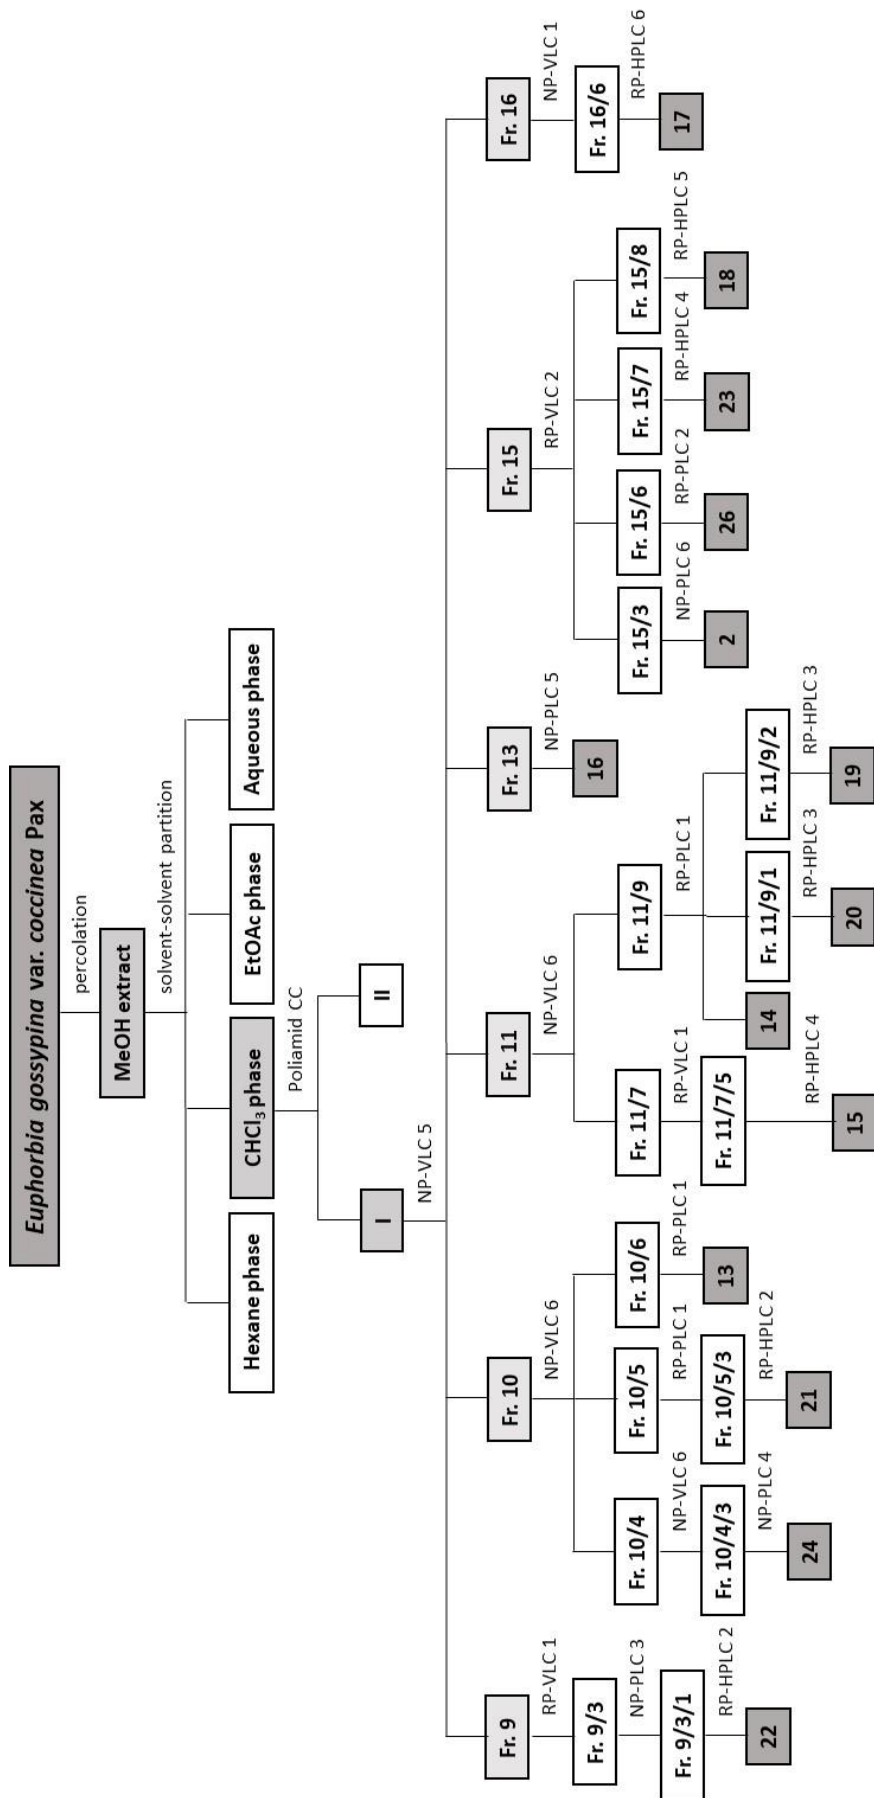 Euphorbia gossypina var. coccinea Pax
percolation
MeOH extract
solvent-solvent partition
Hexane phase
CHCl₃ phase
EtOAc phase
Aqueous phase
Poliamid CC
I
II
NP-VLC 5
Fr. 9
Fr. 10
Fr. 11
Fr. 13
Fr. 15
Fr. 16
RP-VLC 1
NP-VLC 6
NP-VLC 6
NP-PLC 5
RP-VLC 2
NP-VLC 1
Fr. 9/3
16
Fr. 16/6
NP-PLC 3
RP-HPLC 6
Fr. 10/4
Fr. 10/5
Fr. 10/6
Fr. 11/7
Fr. 11/9
Fr. 15/3
Fr. 15/6
Fr. 15/7
Fr. 15/8
Fr. 9/3/1
17
NP-VLC 6
RP-PLC 1
RP-PLC 1
RP-VLC 1
RP-PLC 1
NP-PLC 6
RP-PLC 2
RP-HPLC 4
RP-HPLC 5
RP-HPLC 2
Fr. 10/4/3
Fr. 10/5/3
13
Fr. 11/7/5
2
26
23
18
22
NP-PLC 4
RP-HPLC 2
RP-HPLC 4
14
Fr. 11/9/1
Fr. 11/9/2
24
21
RP-HPLC 3
RP-HPLC 3
15
20
19